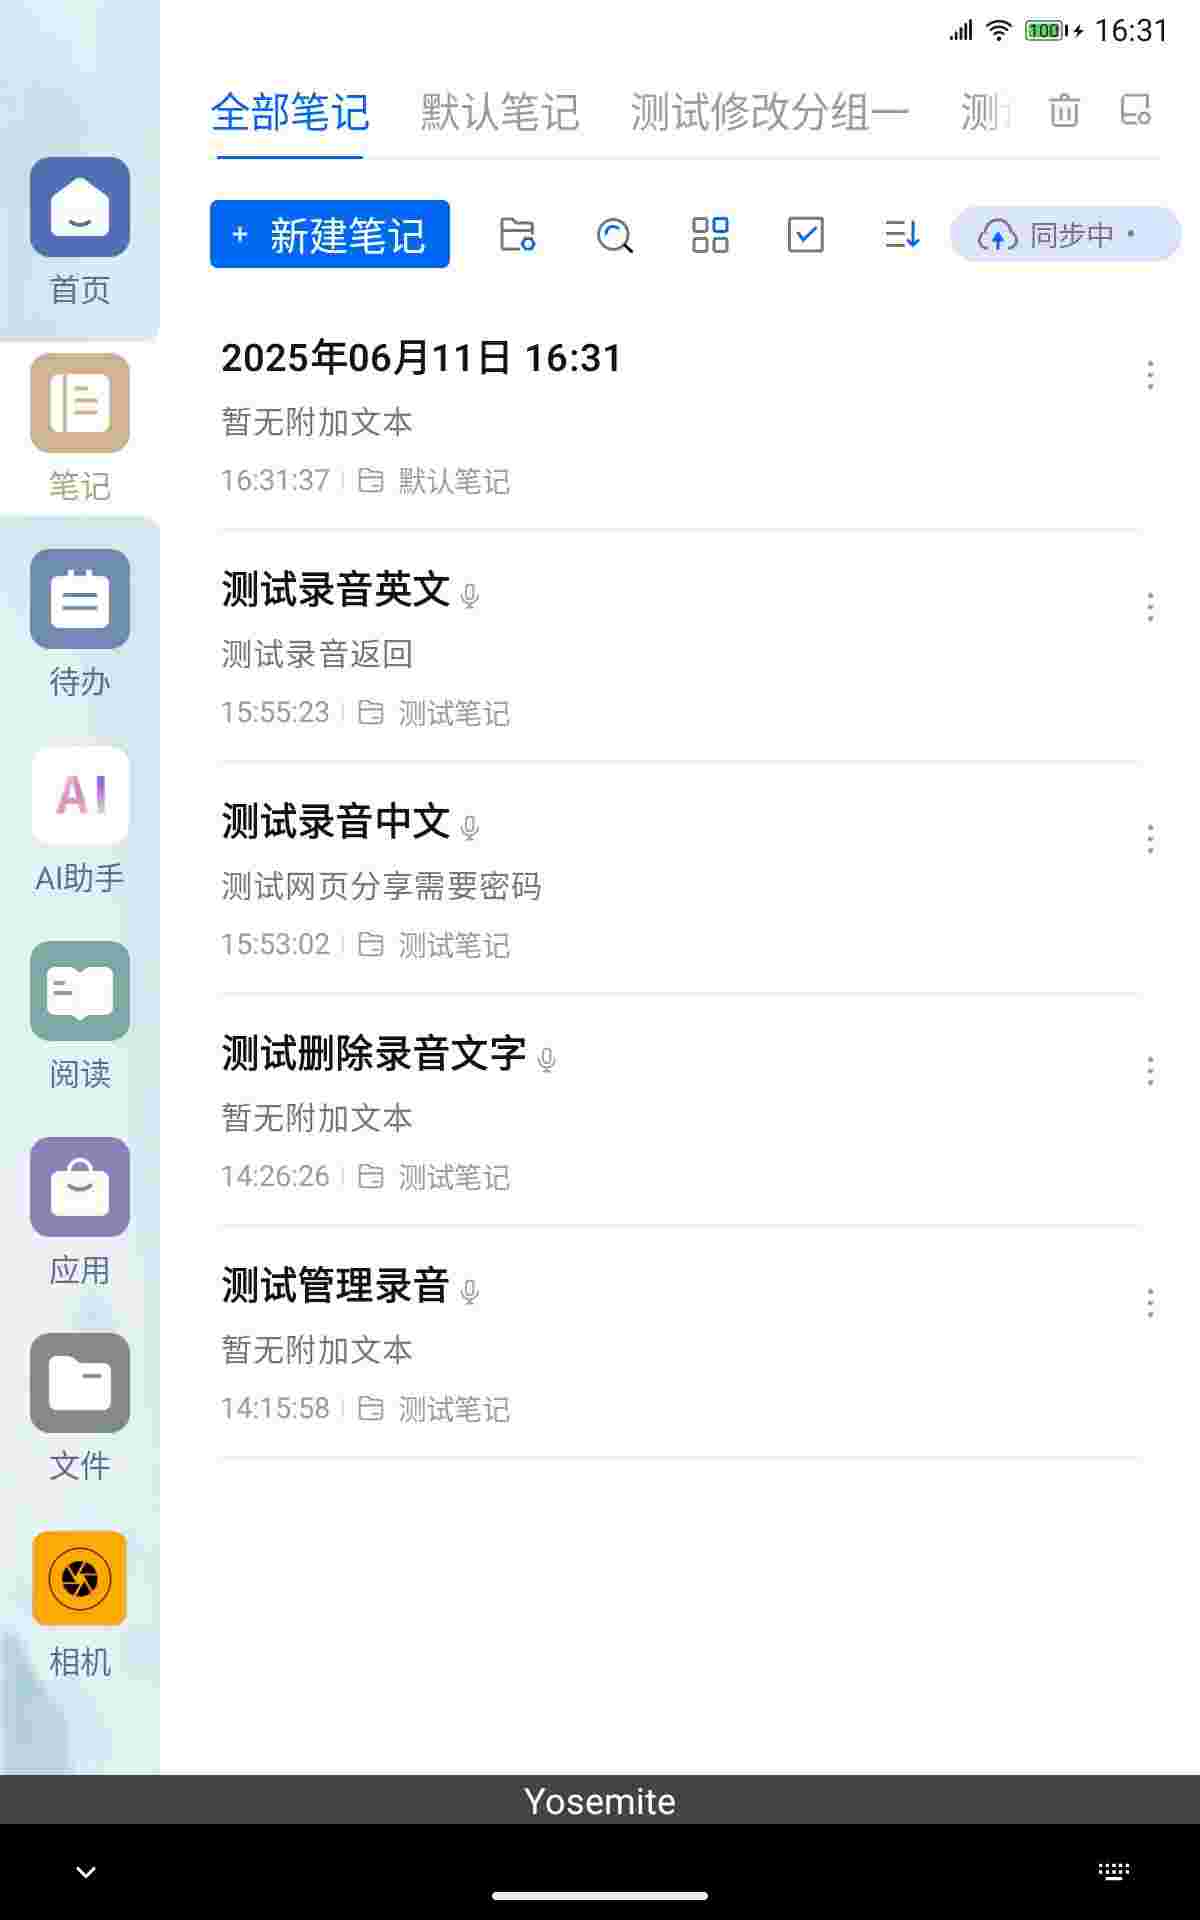 100 16:31
全部笔记 默认笔记 测试修改分组一 测
+ 新建笔记 同步中
首页
笔记
待办
AI
AI助手
阅读
应用
文件
相机
2025年06月11日 16:31
暂无附加文本
16:31:37 默认笔记
测试录音英文
测试录音返回
15:55:23 测试笔记
测试录音中文
测试网页分享需要密码
15:53:02 测试笔记
测试删除录音文字
暂无附加文本
14:26:26 测试笔记
测试管理录音
暂无附加文本
14:15:58 测试笔记
Yosemite